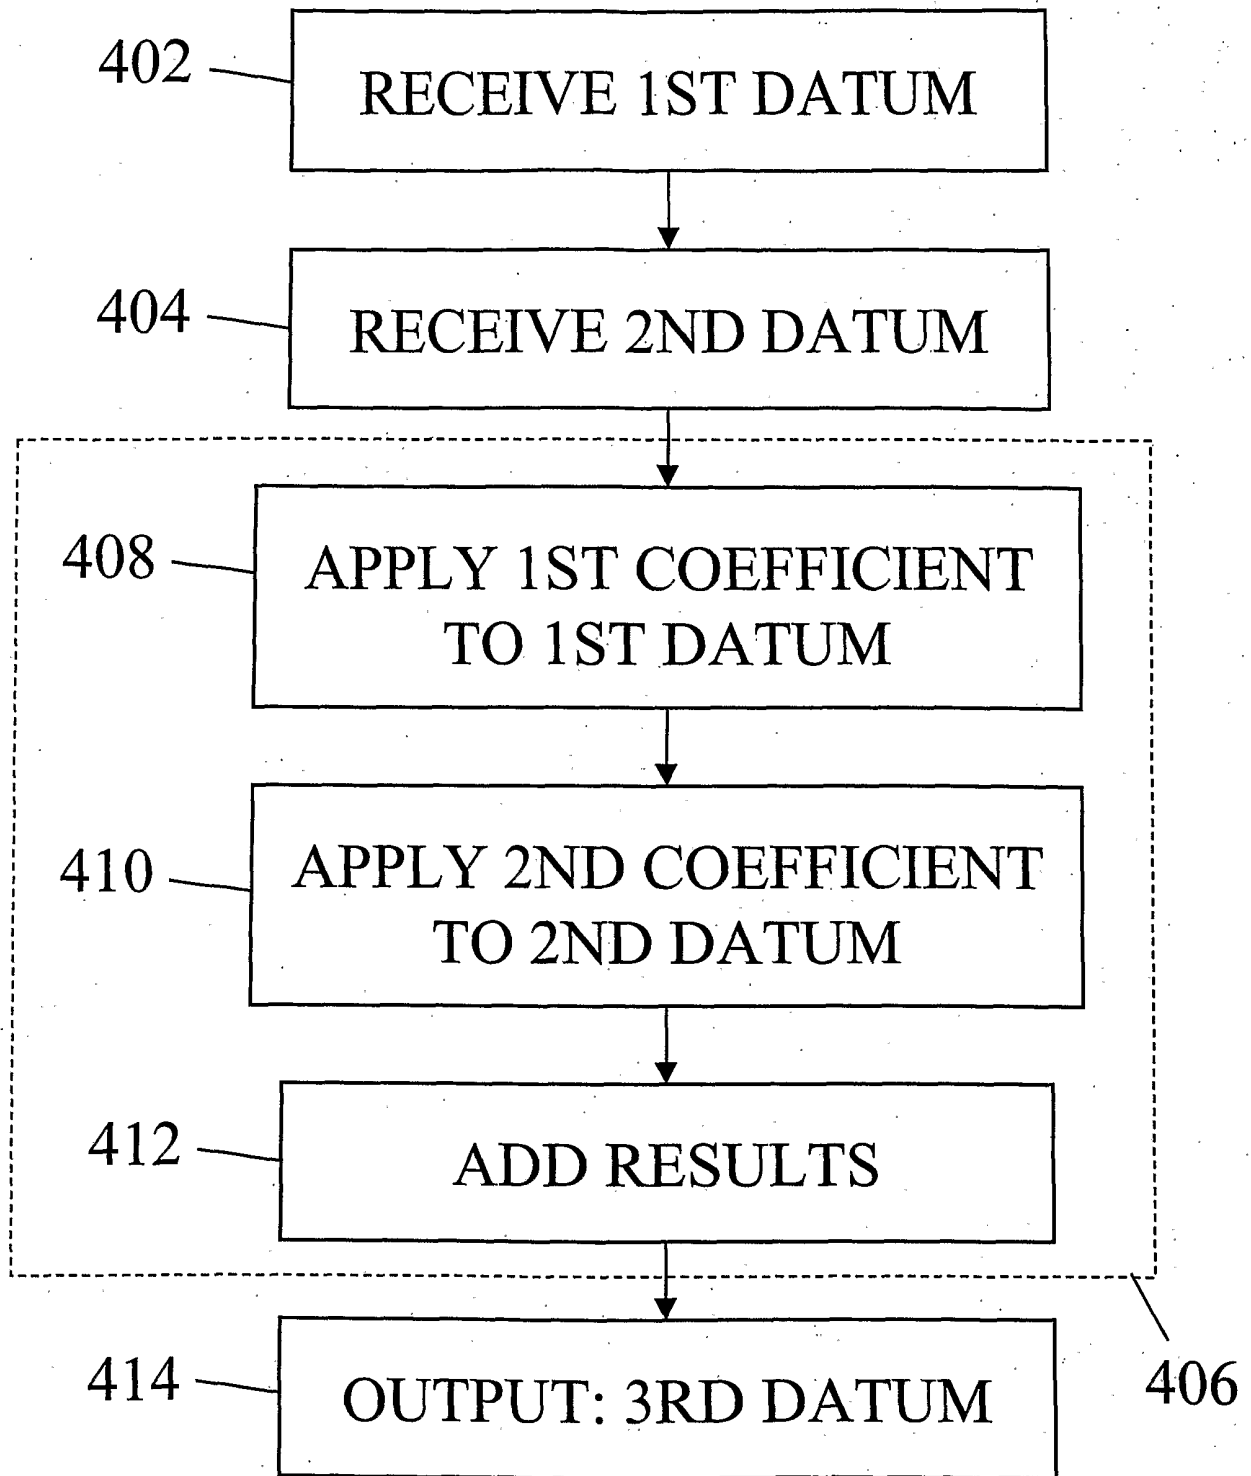 402
RECEIVE 1ST DATUM
404
RECEIVE 2ND DATUM
408
APPLY 1ST COEFFICIENT
TO 1ST DATUM
410
APPLY 2ND COEFFICIENT
TO 2ND DATUM
412
ADD RESULTS
414
OUTPUT: 3RD DATUM
406